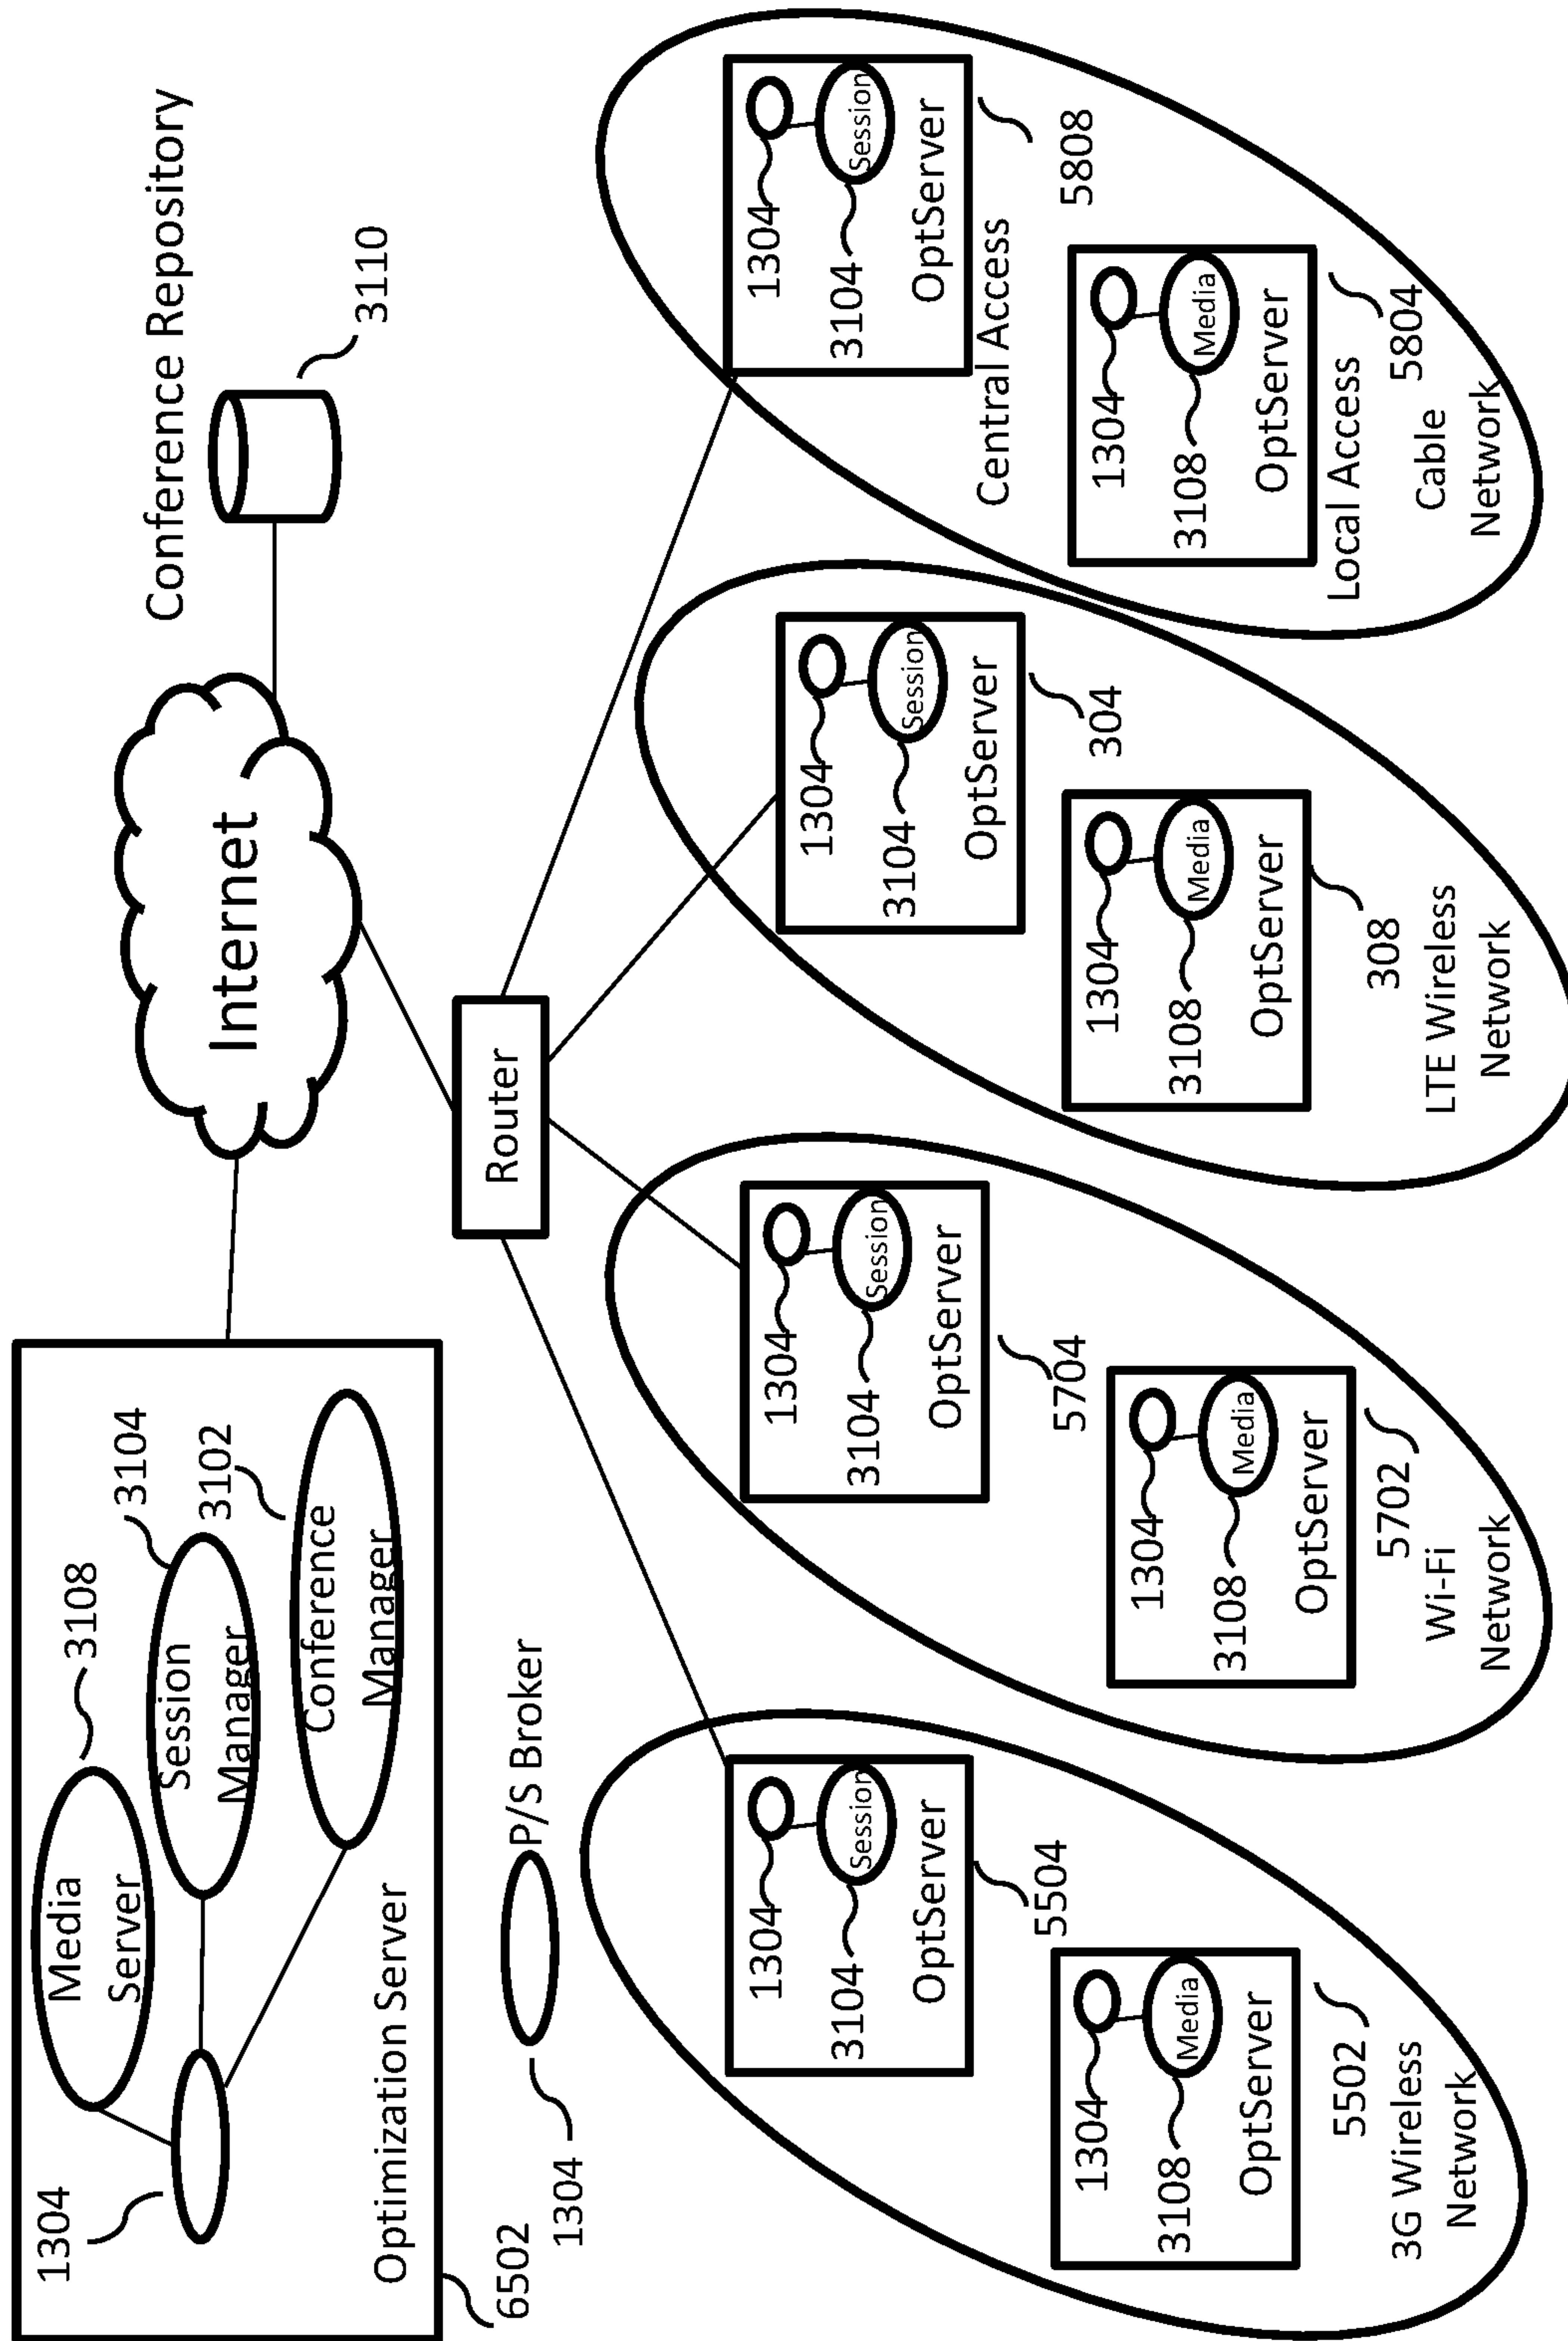 1304
Media
Server
3108
Session
Manager
3104
Conference
Manager
3102
Optimization Server
6502
1304
P/S Broker
Internet
Conference Repository
3110
Router
1304
3104
Session
OptServer
5504
1304
3108
Media
OptServer
5502
3G Wireless
Network
1304
3104
Session
OptServer
5704
1304
3108
Media
OptServer
5702
Wi-Fi
Network
1304
3104
Session
OptServer
304
1304
3108
Media
OptServer
308
LTE Wireless
Network
1304
3104
Session
OptServer
Central Access
5808
1304
3108
Media
OptServer
Local Access
5804
Cable
Network